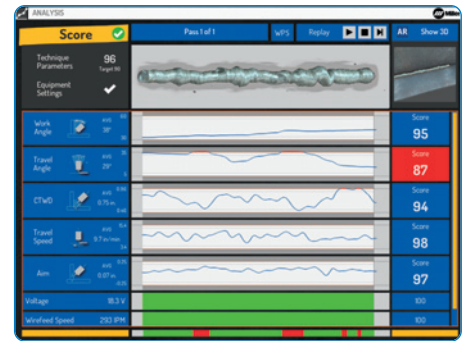 ANALYSIS
Miller
Score
Pass 1 of 1
WPS
Replay
AR
Show 3D
Technique
Parameters
96
Target 90
Equipment
Settings
Work
Angle
AVG
38°
Score
95
Travel
Angle
AVG
29°
Score
87
CTWD
AVG
0.75 in
Score
94
Travel
Speed
AVG
9.7 in/min
Score
98
Aim
AVG
0.07 in
Score
97
Voltage
18.3 V
100
Wirefeed Speed
293 IPM
100